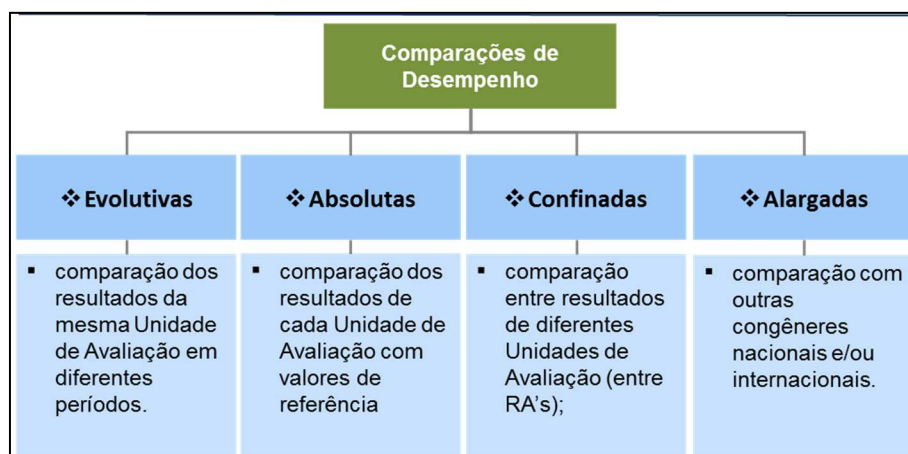 Comparações de
Desempenho
❖Evolutivas
❖Absolutas
❖Confinadas
❖Alargadas
▪ comparação dos
resultados da
mesma Unidade
de Avaliação em
diferentes
períodos.
▪ comparação dos
resultados de
cada Unidade de
Avaliação com
valores de
referência
▪ comparação
entre resultados
de diferentes
Unidades de
Avaliação (entre
RA's);
▪ comparação com
outras
congêneres
nacionais e/ou
internacionais.